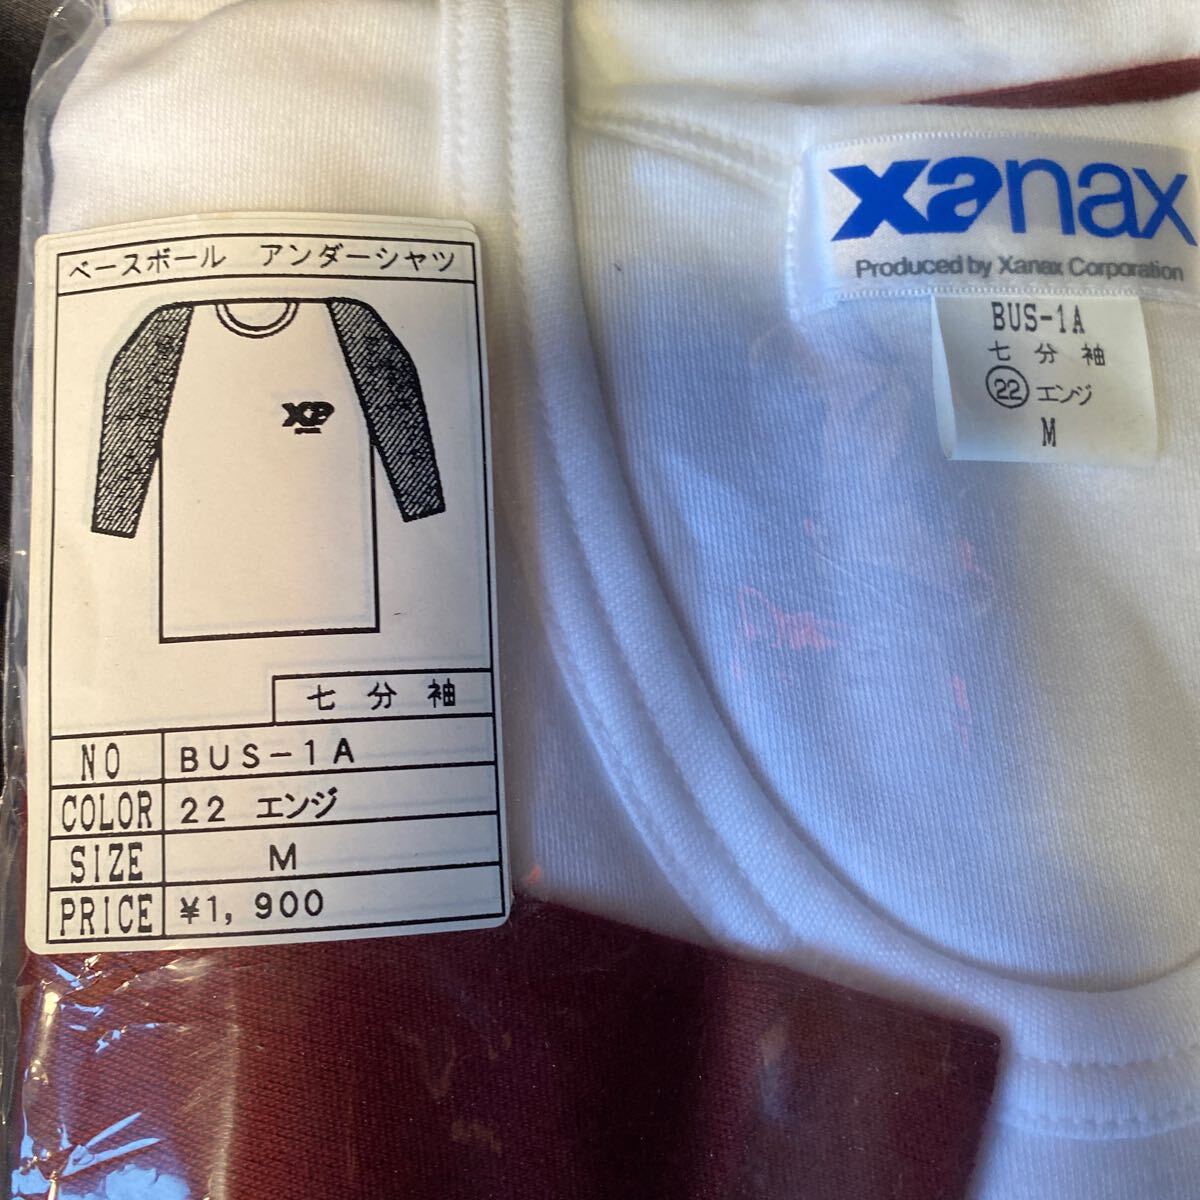 ベースボール アンダーシャツ
七分袖
NO BUS-1A
COLOR 22 エンジ
SIZE M
PRICE ¥1,900
xanax
Produced by Xanax Corporation
BUS-1A
七分袖
22 エンジ
M